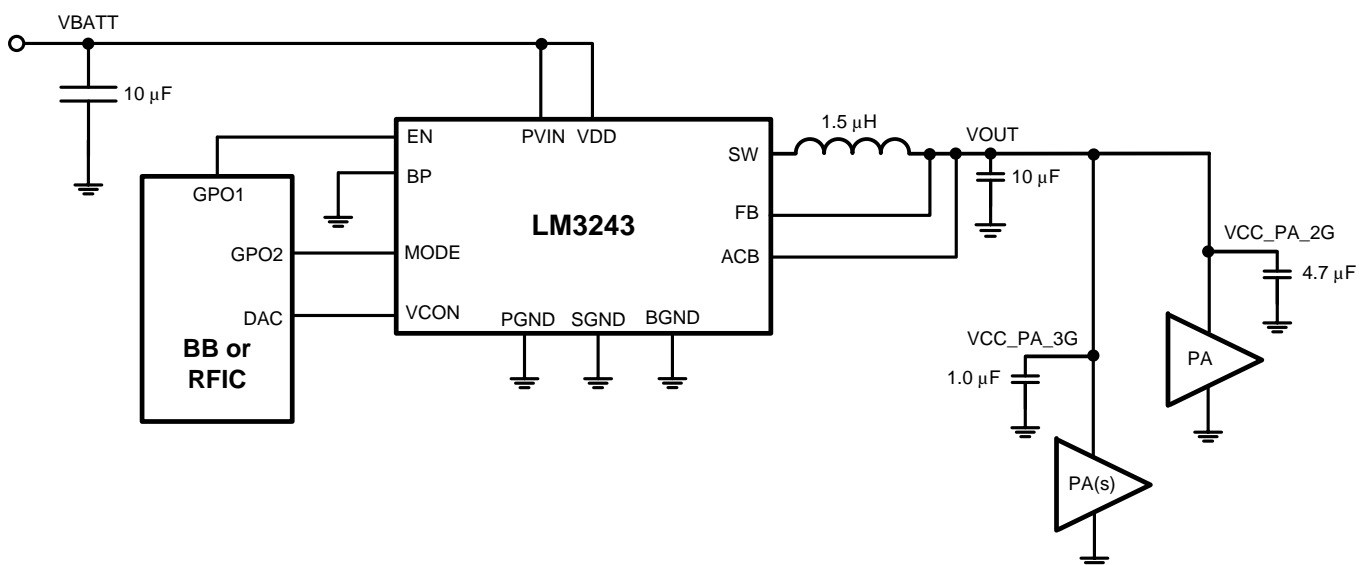 VBATT
10 μF
EN
PVIN VDD
BP
MODE
VCON
LM3243
SW
FB
ACB
PGND SGND BGND
1.5 μH
VOUT
10 μF
GPO1
GPO2
DAC
BB or
RFIC
VCC_PA_2G
4.7 μF
PA
VCC_PA_3G
1.0 μF
PA(s)